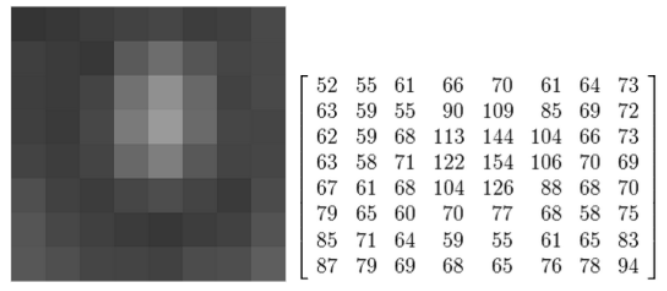 52 55 61 66 70 61 64 73
63 59 55 90 109 85 69 72
62 59 68 113 144 104 66 73
63 58 71 122 154 106 70 69
67 61 68 104 126 88 68 70
79 65 60 70 77 68 58 75
85 71 64 59 55 61 65 83
87 79 69 68 65 76 78 94